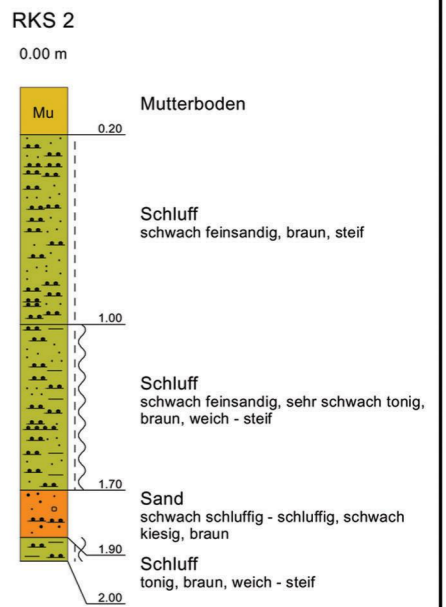 RKS 2
0.00 m
Mu
Mutterboden
0.20
Schluff
schwach feinsandig, braun, steif
1.00
Schluff
schwach feinsandig, sehr schwach tonig,
braun, weich - steif
1.70
Sand
schwach schluffig - schluffig, schwach
kiesig, braun
1.90
Schluff
tonig, braun, weich - steif
2.00